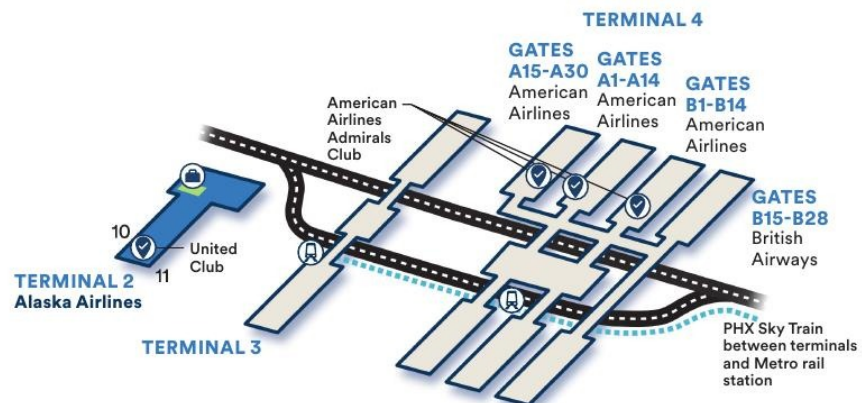 TERMINAL 4
GATES
A15-A30
American
Airlines
GATES
A1-A14
American
Airlines
GATES
B1-B14
American
Airlines
GATES
B15-B28
British
Airways
American
Airlines
Admirals
Club
10
11
United
Club
TERMINAL 2
Alaska Airlines
TERMINAL 3
PHX Sky Train
between terminals
and Metro rail
station